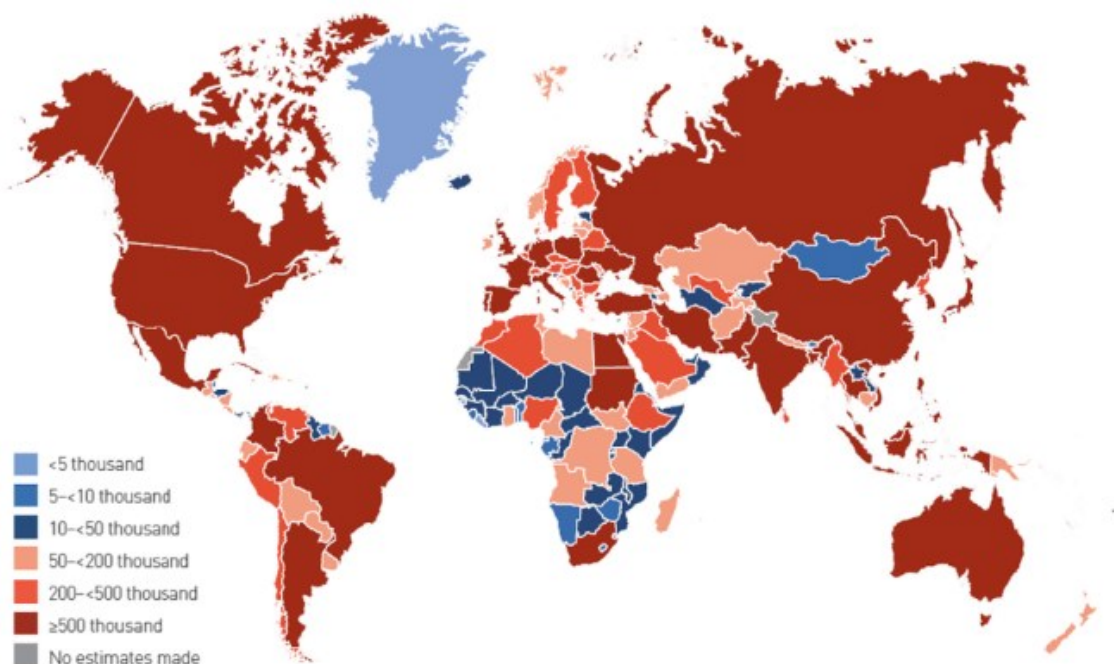 <5 thousand
5–<10 thousand
10–<50 thousand
50–<200 thousand
200–<500 thousand
≥500 thousand
No estimates made